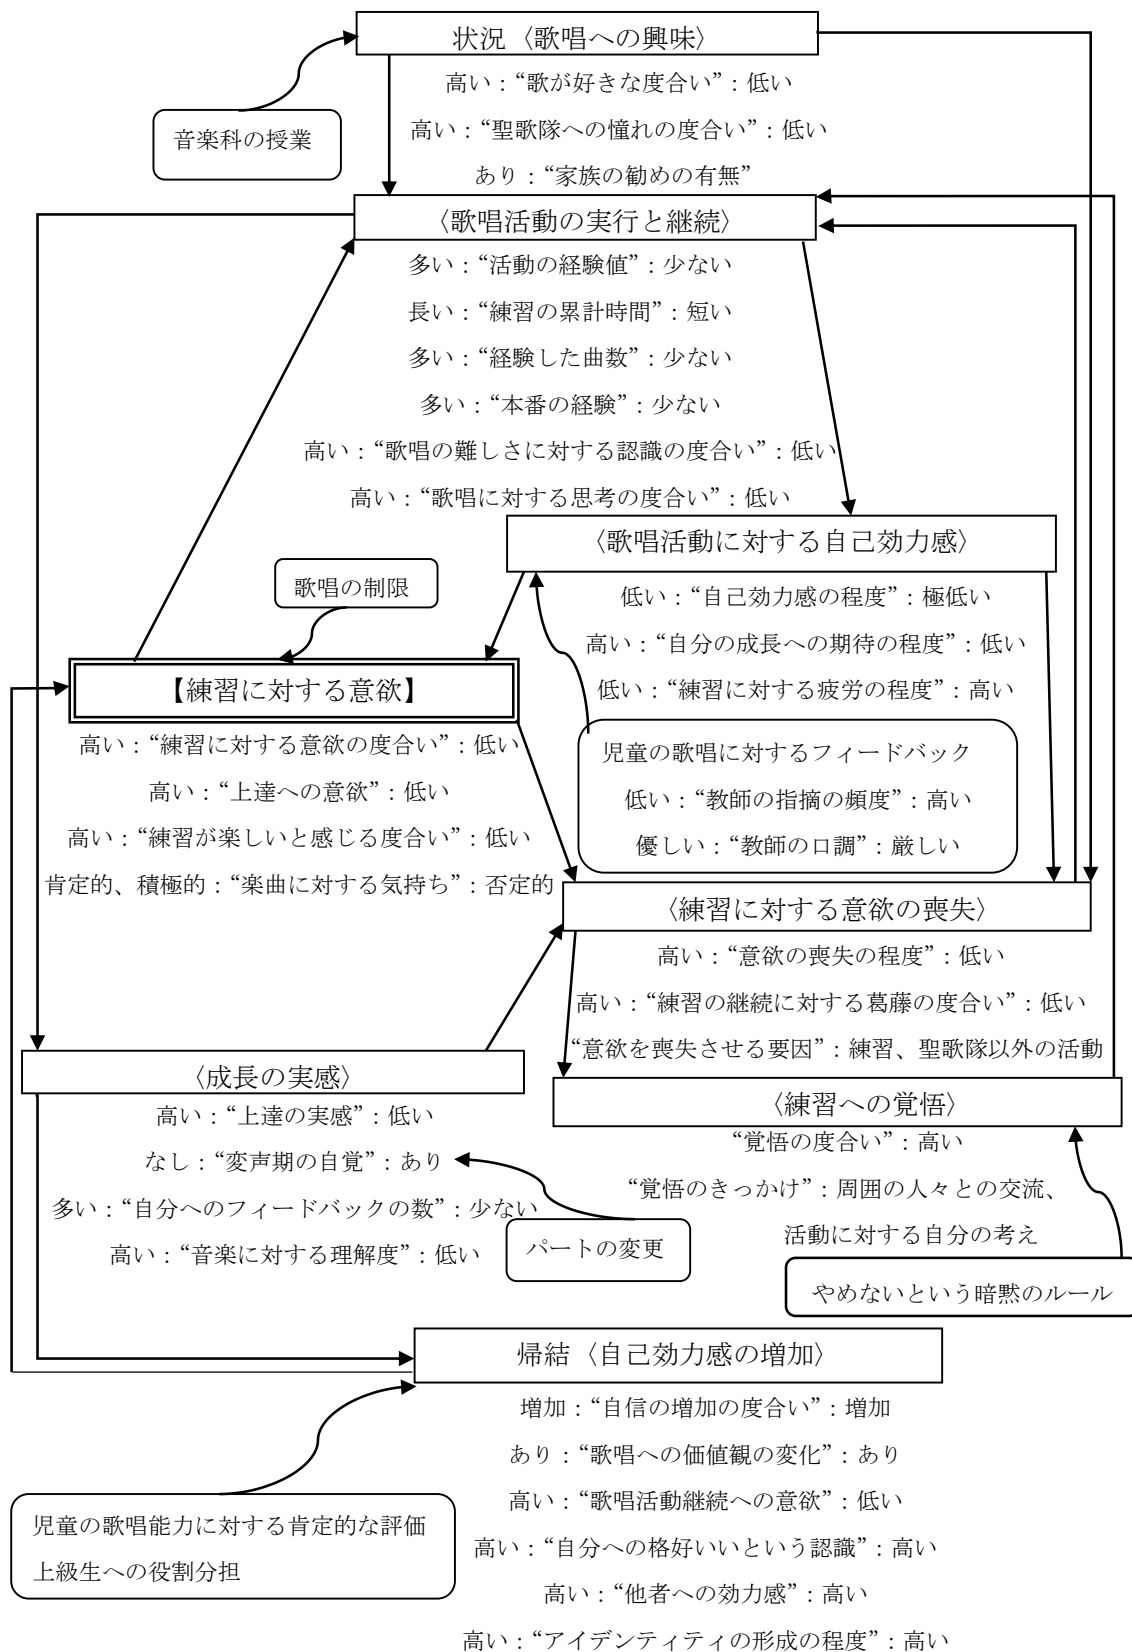 状況〈歌唱への興味〉
高い：“歌が好きな度合い”：低い
高い：“聖歌隊への憧れの度合い”：低い
音楽科の授業
あり：“家族の勧めの有無”
〈歌唱活動の実行と継続〉
多い：“活動の経験値”：少ない
長い：“練習の累計時間”：短い
多い：“経験した曲数”：少ない
多い：“本番の経験”：少ない
高い：“歌唱の難しさに対する認識の度合い”：低い
高い：“歌唱に対する思考の度合い”：低い
〈歌唱活動に対する自己効力感〉
歌唱の制限
低い：“自己効力感の程度”：極低い
高い：“自分の成長への期待の程度”：低い
低い：“練習に対する疲労の程度”：高い
【練習に対する意欲】
高い：“練習に対する意欲の度合い”：低い
高い：“上達への意欲”：低い
高い：“練習が楽しいと感じる度合い”：低い
肯定的、積極的：“楽曲に対する気持ち”：否定的
児童の歌唱に対するフィードバック
低い：“教師の指摘の頻度”：高い
優しい：“教師の口調”：厳しい
〈練習に対する意欲の喪失〉
高い：“意欲の喪失の程度”：低い
高い：“練習の継続に対する葛藤の度合い”：低い
“意欲を喪失させる要因”：練習、聖歌隊以外の活動
〈成長の実感〉
高い：“上達の実感”：低い
なし：“変声期の自覚”：あり
多い：“自分へのフィードバックの数”：少ない
高い：“音楽に対する理解度”：低い
パートの変更
〈練習への覚悟〉
“覚悟の度合い”：高い
“覚悟のきっかけ”：周囲の人々との交流、
活動に対する自分の考え
やめないという暗黙のルール
帰結〈自己効力感の増加〉
増加：“自信の増加の度合い”：増加
あり：“歌唱への価値観の変化”：あり
高い：“歌唱活動継続への意欲”：低い
高い：“自分への格好いいという認識”：高い
高い：“他者への効力感”：高い
高い：“アイデンティティの形成の程度”：高い
児童の歌唱能力に対する肯定的な評価
上級生への役割分担